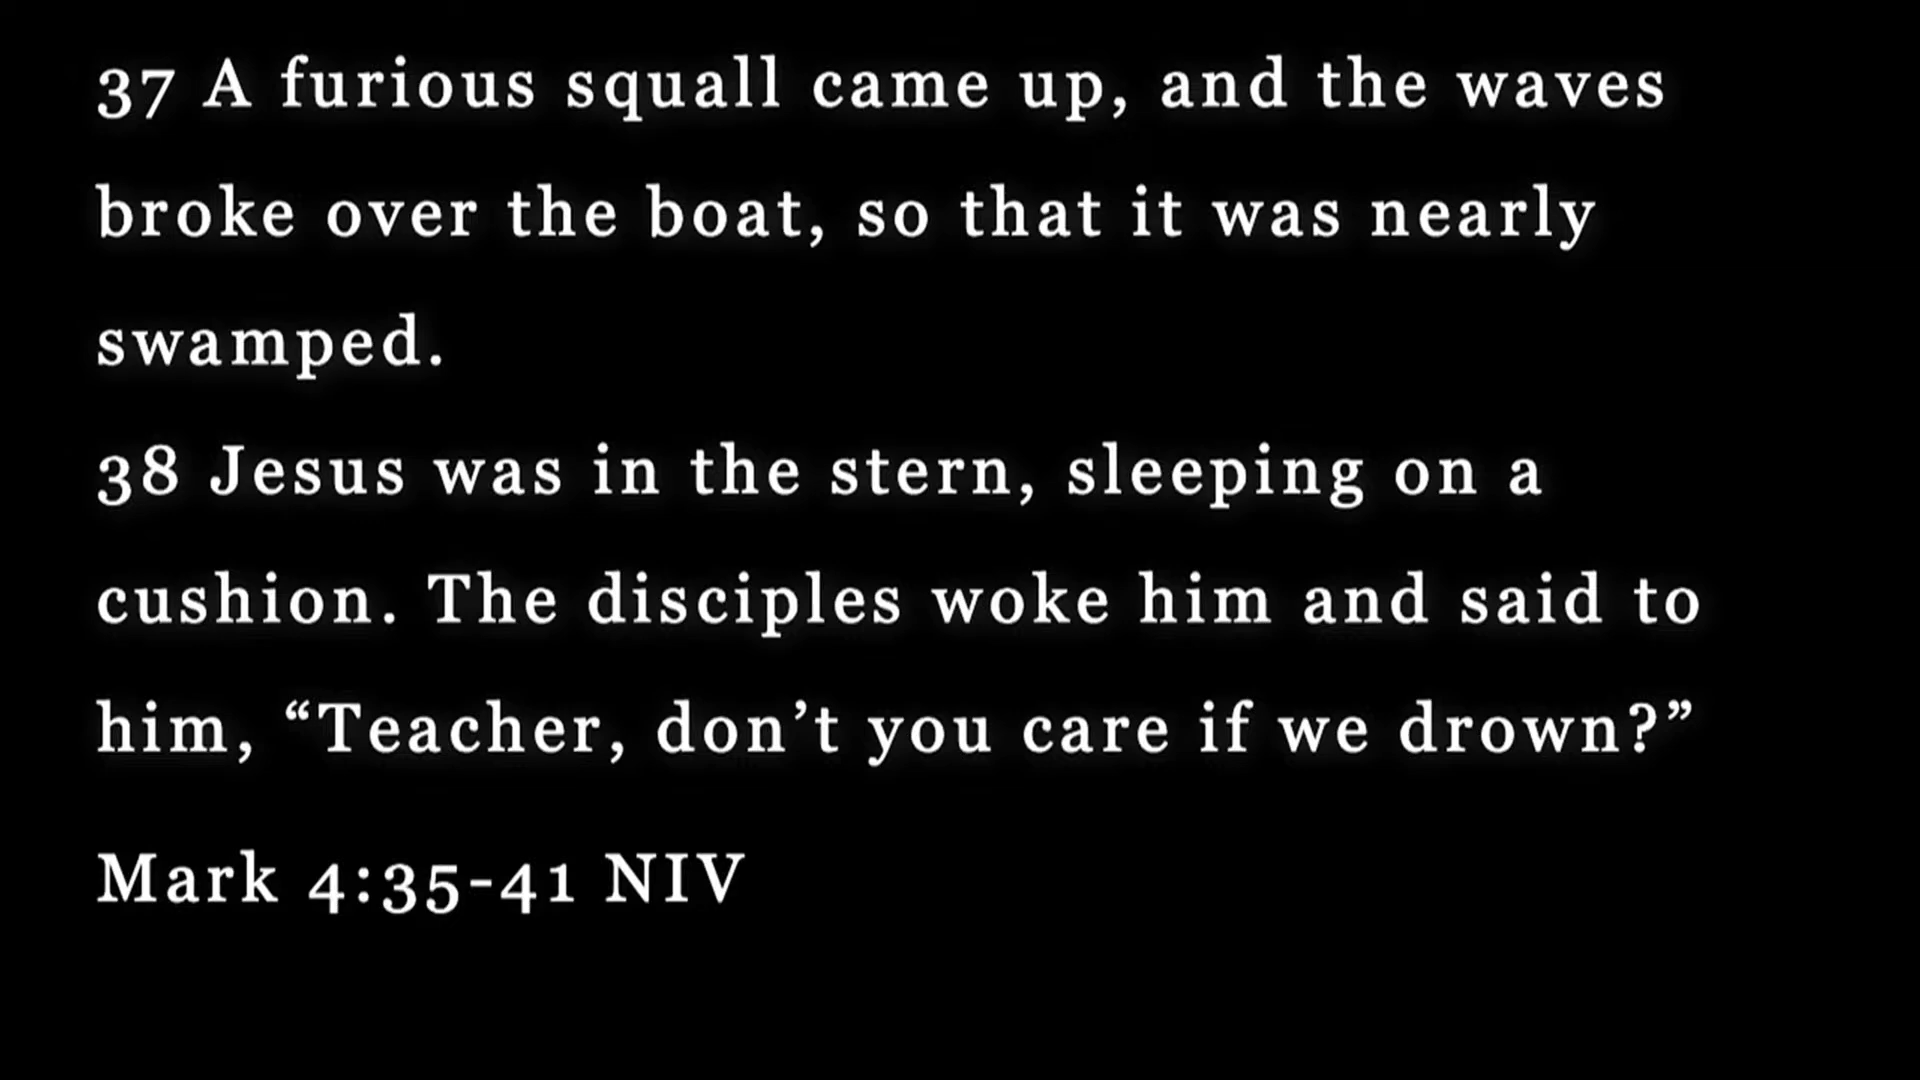 37 A furious squall came up, and the waves
broke over the boat, so that it was nearly
swamped.
38 Jesus was in the stern, sleeping on a
cushion. The disciples woke him and said to
him, “Teacher, don’t you care if we drown?”
Mark 4:35-41 NIV